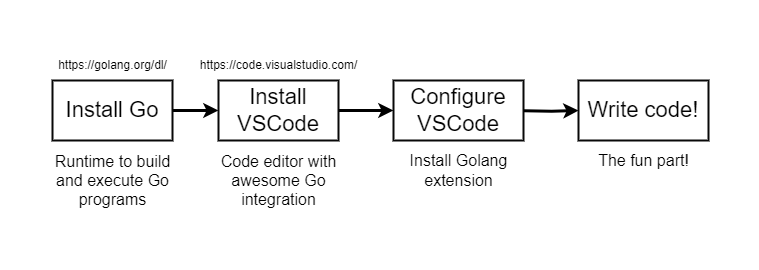 https://golang.org/dl/
https://code.visualstudio.com/
Install Go
Install
VSCode
Configure
VSCode
Write code!
Runtime to build
and execute Go
programs
Code editor with
awesome Go
integration
Install Golang
extension
The fun part!